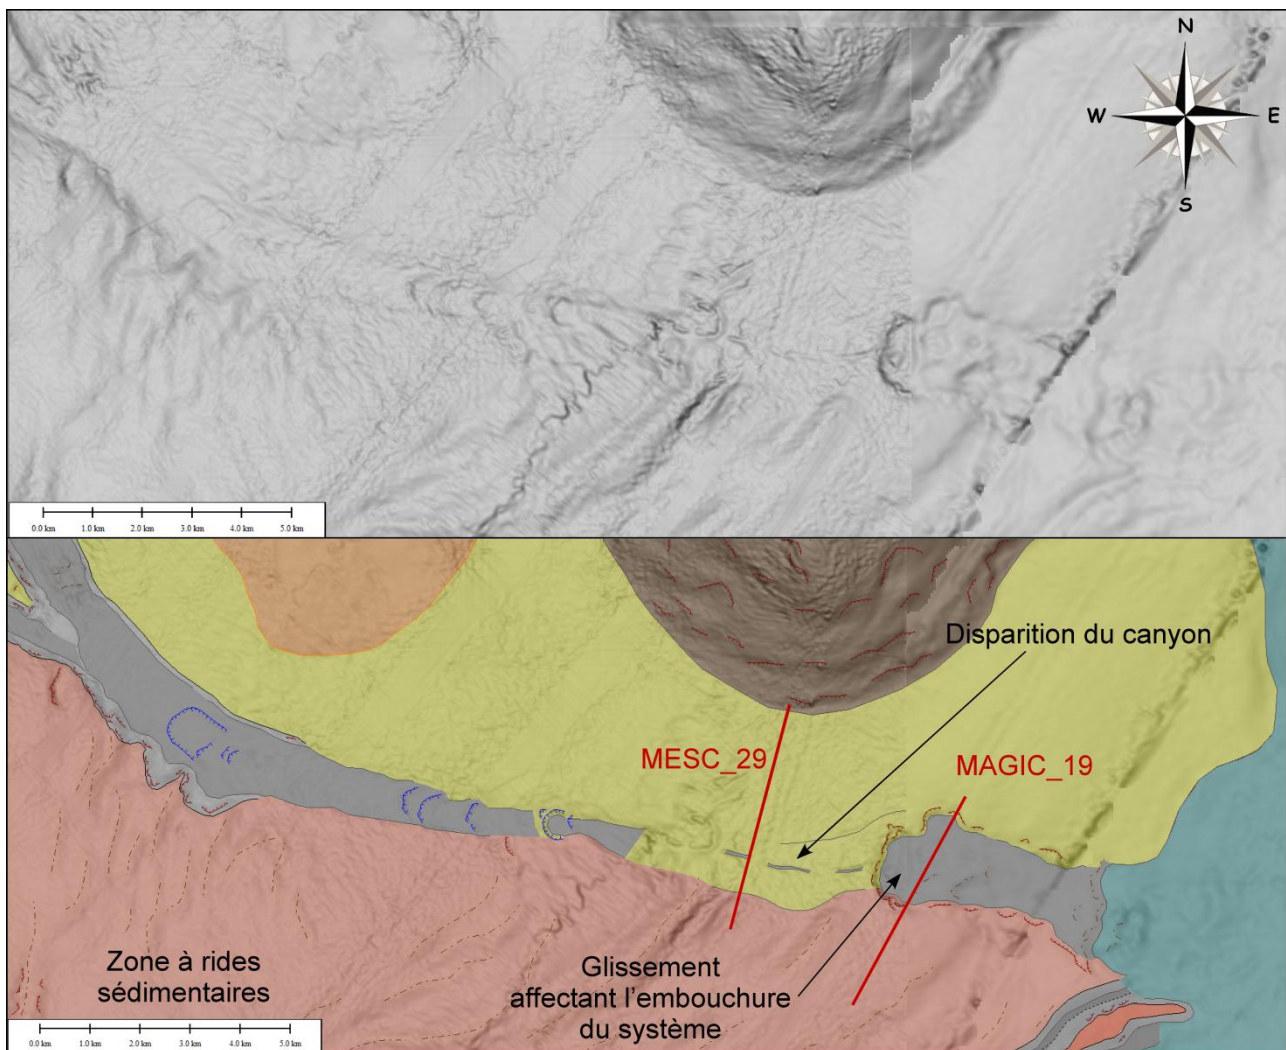 N
W
E
S
0.0 km 1.0 km 2.0 km 3.0 km 4.0 km 5.0 km
Disparition du canyon
MESC_29
MAGIC_19
Zone à rides
sédimentaires
Glissement
affectant l'embouchure
du système
0.0 km 1.0 km 2.0 km 3.0 km 4.0 km 5.0 km